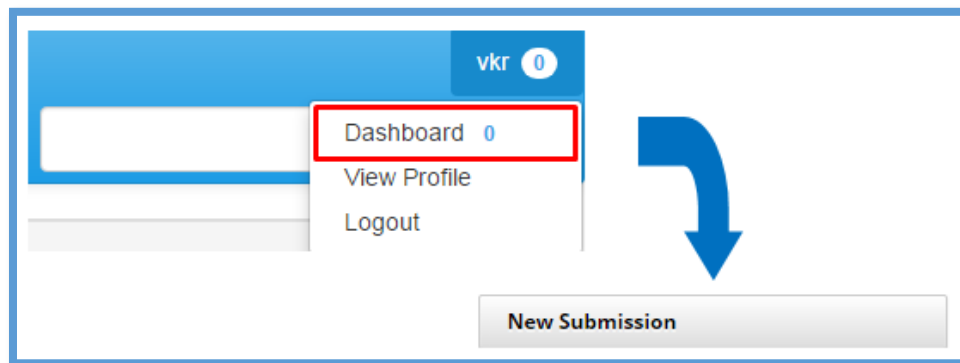 vkr 0
Dashboard 0
View Profile
Logout
New Submission